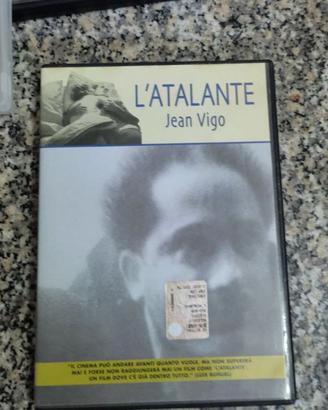 L'ATALANTE
Jean Vigo
"IL CINEMA PUÒ ANDARE AVANTI QUANTO VUOLE, MA NON SUPERERÀ
MAI E FORSE NON RAGGIUNGERÀ MAI UN FILM COME "L'ATALANTE"
UN FILM DOVE C'È GIÀ DENTRO TUTTO." (LUIS BUÑUEL)